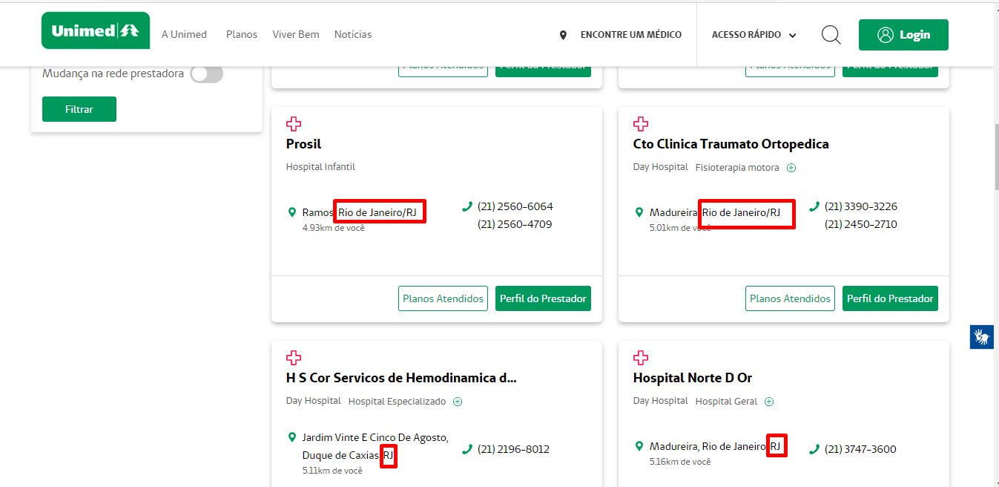 Unimed
A Unimed
Planos
Viver Bem
Notícias
ENCONTRE UM MÉDICO
ACESSO RÁPIDO
Login
Mudança na rede prestadora
Filtrar
Planos Atendidos
Perfil do Prestador
Planos Atendidos
Perfil do Prestador
Prosil
Hospital Infantil
Ramos Rio de Janeiro/RJ
4.93km de você
(21) 2560-6064
(21) 2560-4709
Planos Atendidos
Perfil do Prestador
Cto Clinica Traumato Ortopedica
Day Hospital Fisioterapia motora
Madureira Rio de Janeiro/RJ
5.01km de você
(21) 3390-3226
(21) 2450-2710
Planos Atendidos
Perfil do Prestador
H S Cor Servicos de Hemodinamica d...
Day Hospital Hospital Especializado
Jardim Vinte E Cinco De Agosto,
Duque de Caxias RJ
5.11km de você
(21) 2196-8012
Hospital Norte D Or
Day Hospital Hospital Geral
Madureira, Rio de Janeiro RJ
5.16km de você
(21) 3747-3600